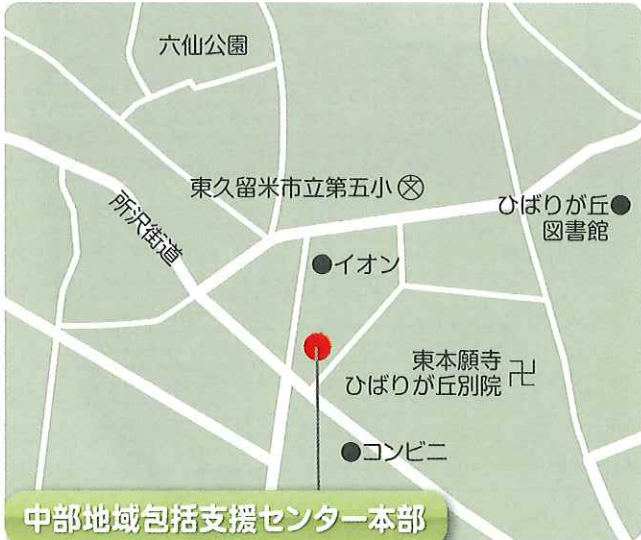 六仙公園
東久留米市立第五小
ひばりが丘
図書館
所沢街道
イオン
東本願寺
ひばりが丘別院
コンビニ
中部地域包括支援センター本部